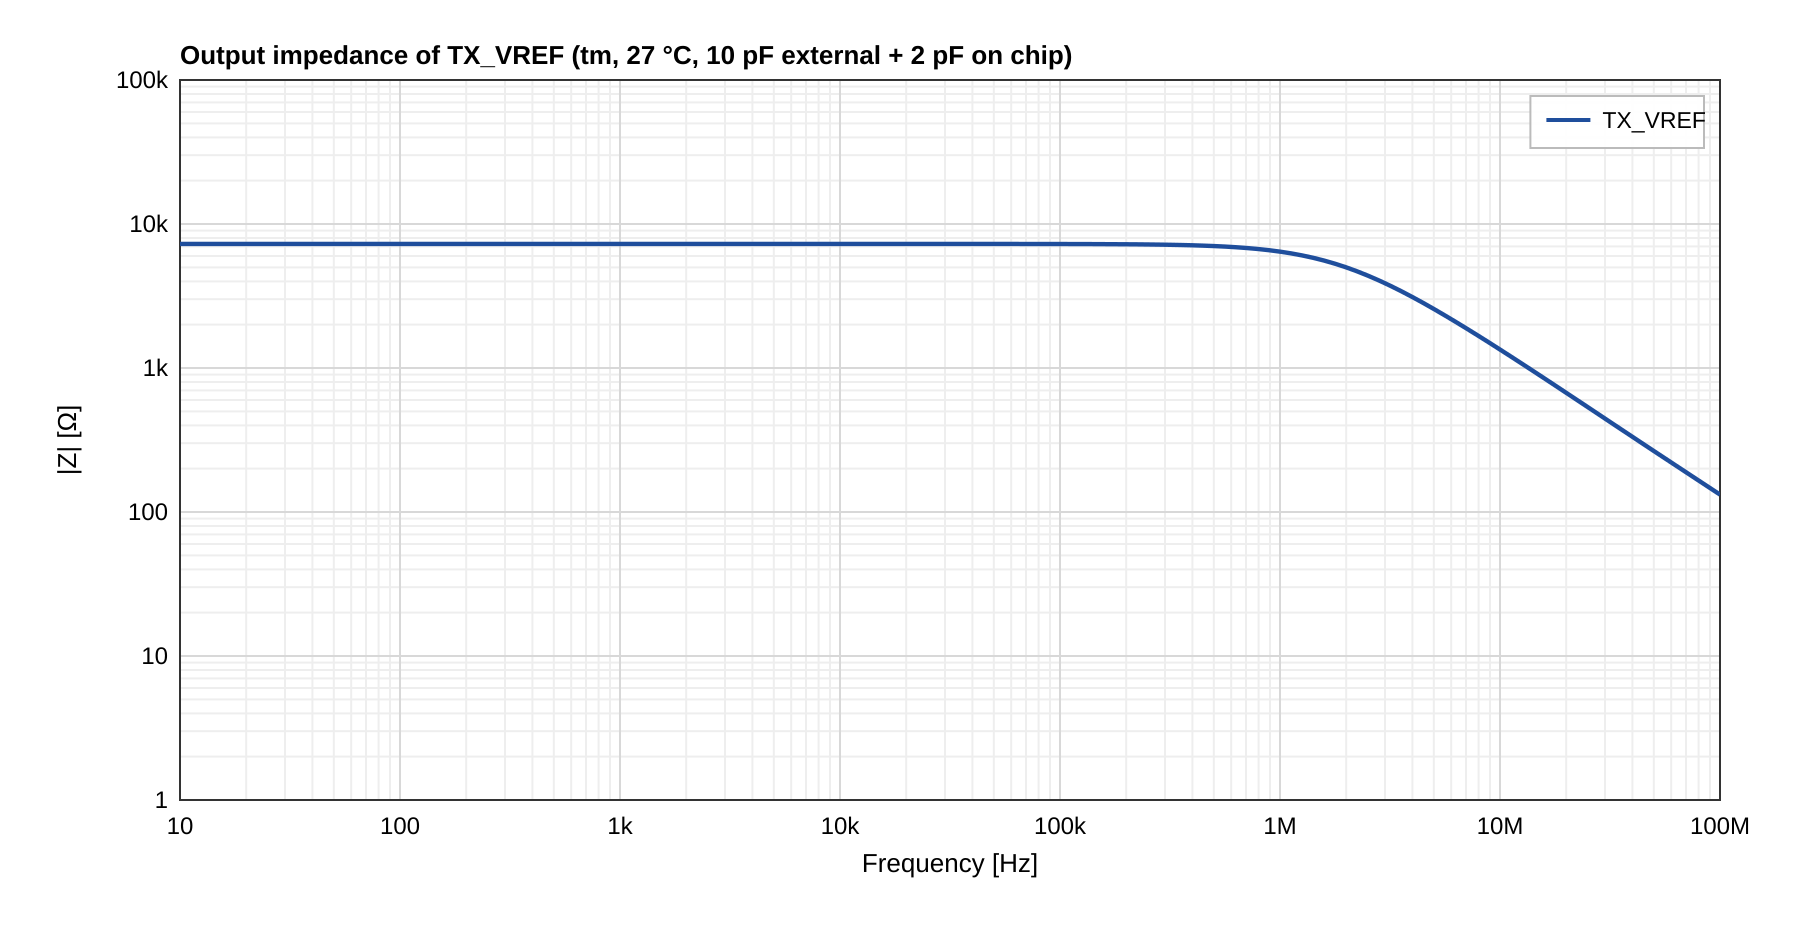 Output impedance of TX_VREF (tm, 27 °C, 10 pF external + 2 pF on chip)
100k
10k
1k
100
10
1
|Z| [Ω]
TX_VREF
10
100
1k
10k
100k
1M
10M
100M
Frequency [Hz]